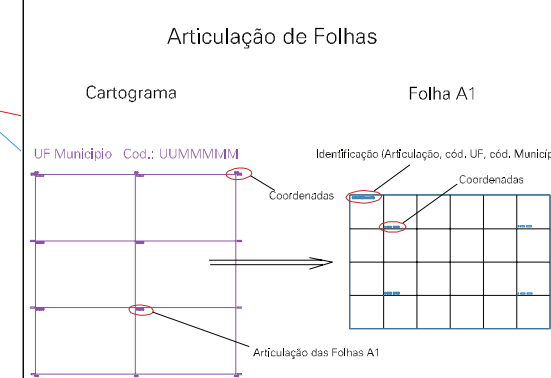 Articulação de Folhas
Cartograma
Folha A1
UF Municipio Cod.: UUMMMMM
Identificação (Articulação, cód. UF, cód. Municíp
Coordenadas
Coordenadas
Articulação das Folhas A1